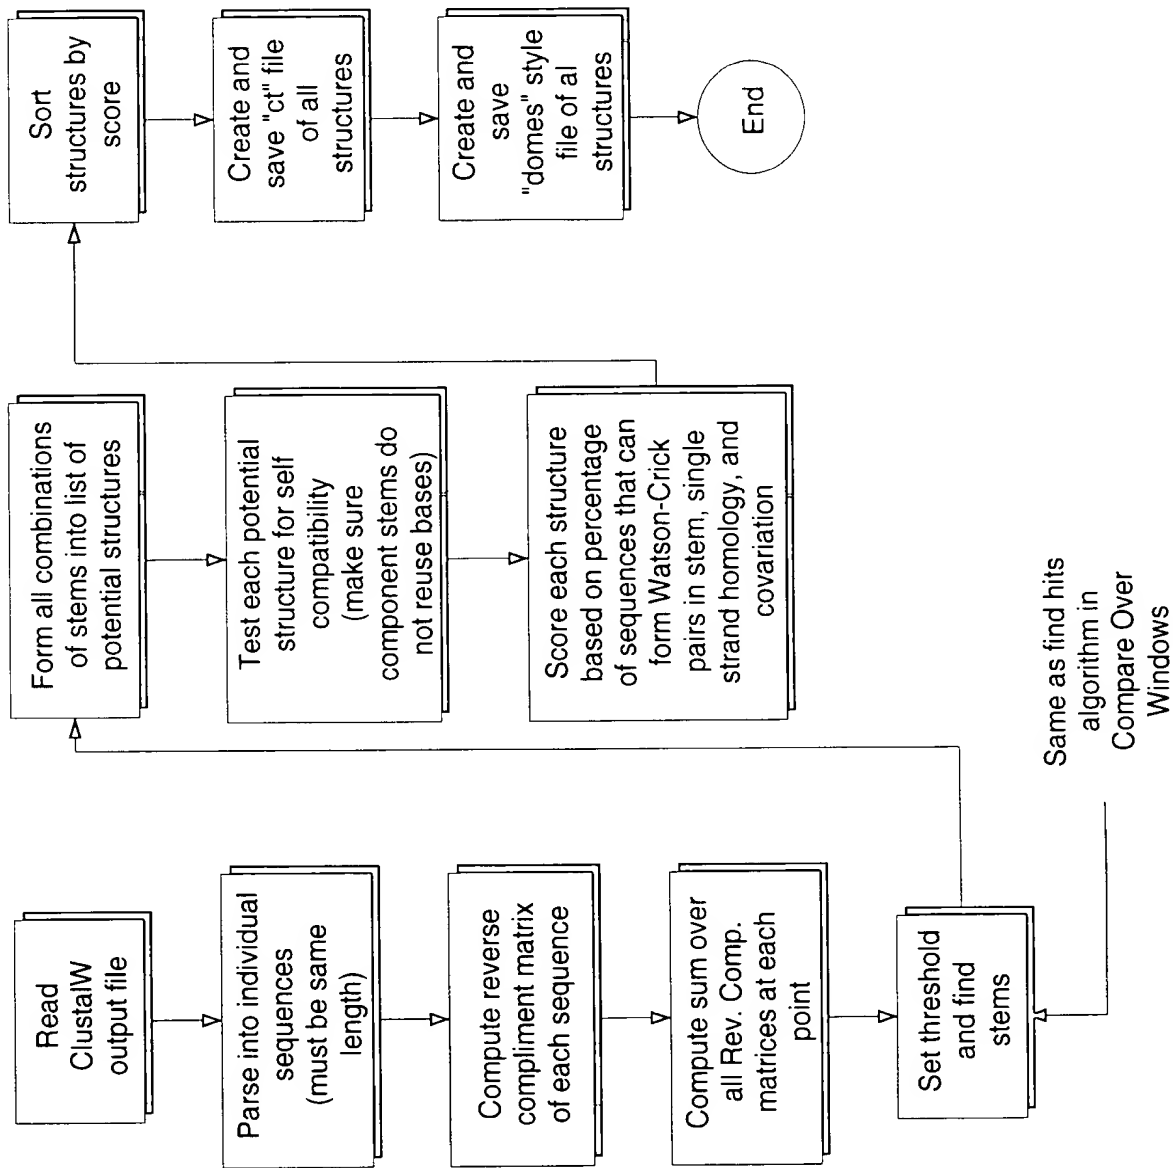 Read
ClustalW
output file
Parse into individual
sequences
(must be same
length)
Compute reverse
compliment matrix
of each sequence
Compute sum over
all Rev. Comp.
matrices at each
point
Set threshold
and find
stems
Same as find hits
algorithm in
Compare Over
Windows
Form all combinations
of stems into list of
potential structures
Test each potential
structure for self
compatibility
(make sure
component stems do
not reuse bases)
Score each structure
based on percentage
of sequences that can
form Watson-Crick
pairs in stem, single
strand homology, and
covariation
Sort
structures by
score
Create and
save "ct" file
of all
structures
Create and
save
"domes" style
file of al
structures
End